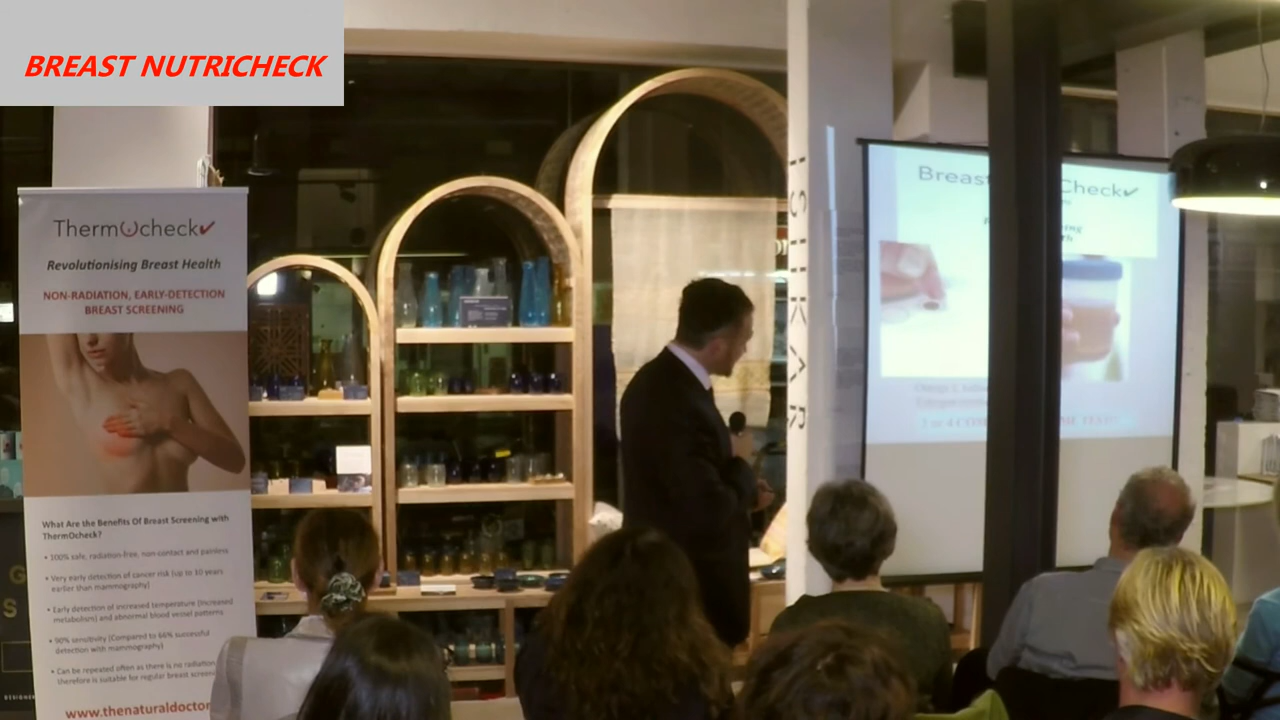 BREAST NUTRICHECK
ThermOcheck✔
Revolutionising Breast Health
NON-RADIATION, EARLY-DETECTION
BREAST SCREENING
What Are the Benefits Of Breast Screening with
ThermOcheck?
• 100% safe, radiation-free, non-contact and painless
• Very early detection of cancer risk (up to 10 years
earlier than mammography)
• Early detection of increased temperature (increased
metabolism) and abnormal blood vessel patterns
• 90% sensitivity (Compared to 66% successful
detection with mammography)
• Can be repeated often as there is no radiation
therefore is suitable for regular breast screeni
www.thenaturaldoctor
ISHKAR
Breast Check✔
G
S
DESIGNER